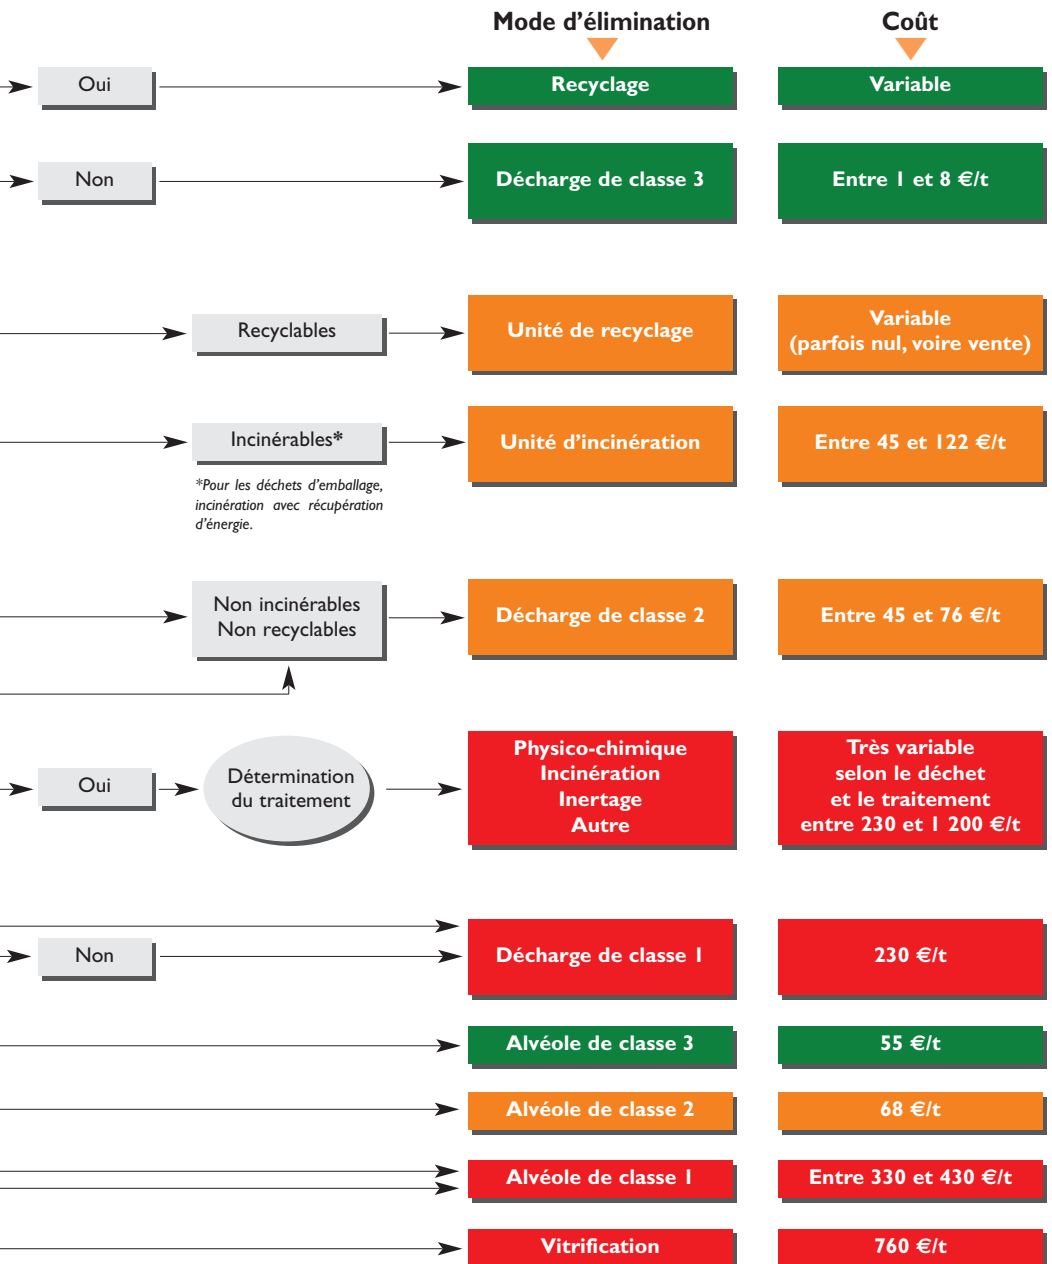 Mode d’élimination
Coût
Oui
Recyclage
Variable
Non
Décharge de classe 3
Entre 1 et 8 €/t
Recyclables
Unité de recyclage
Variable
(parfois nul, voire vente)
Incinérables*
Unité d’incinération
Entre 45 et 122 €/t
*Pour les déchets d’emballage,
incinération avec récupération
d’énergie.
Non incinérables
Non recyclables
Décharge de classe 2
Entre 45 et 76 €/t
Oui
Détermination
du traitement
Physico-chimique
Incinération
Inertage
Autre
Très variable
selon le déchet
et le traitement
entre 230 et 1 200 €/t
Non
Décharge de classe 1
230 €/t
Alvéole de classe 3
55 €/t
Alvéole de classe 2
68 €/t
Alvéole de classe 1
Entre 330 et 430 €/t
Vitrification
760 €/t